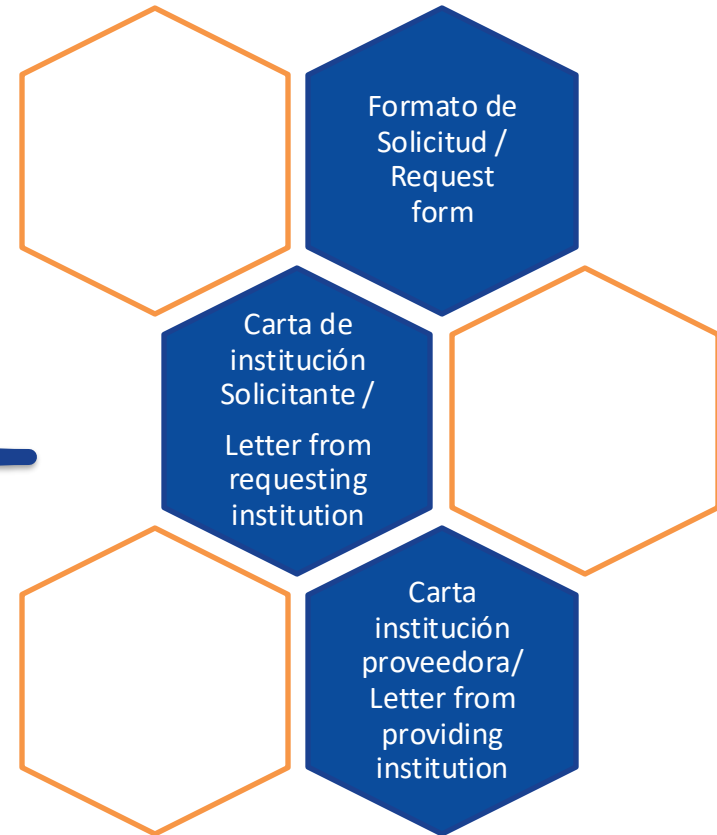 Formato de
Solicitud /
Request
form
Carta de
institución
Solicitante /
Letter from
requesting
institution
Carta
institución
proveedora/
Letter from
providing
institution